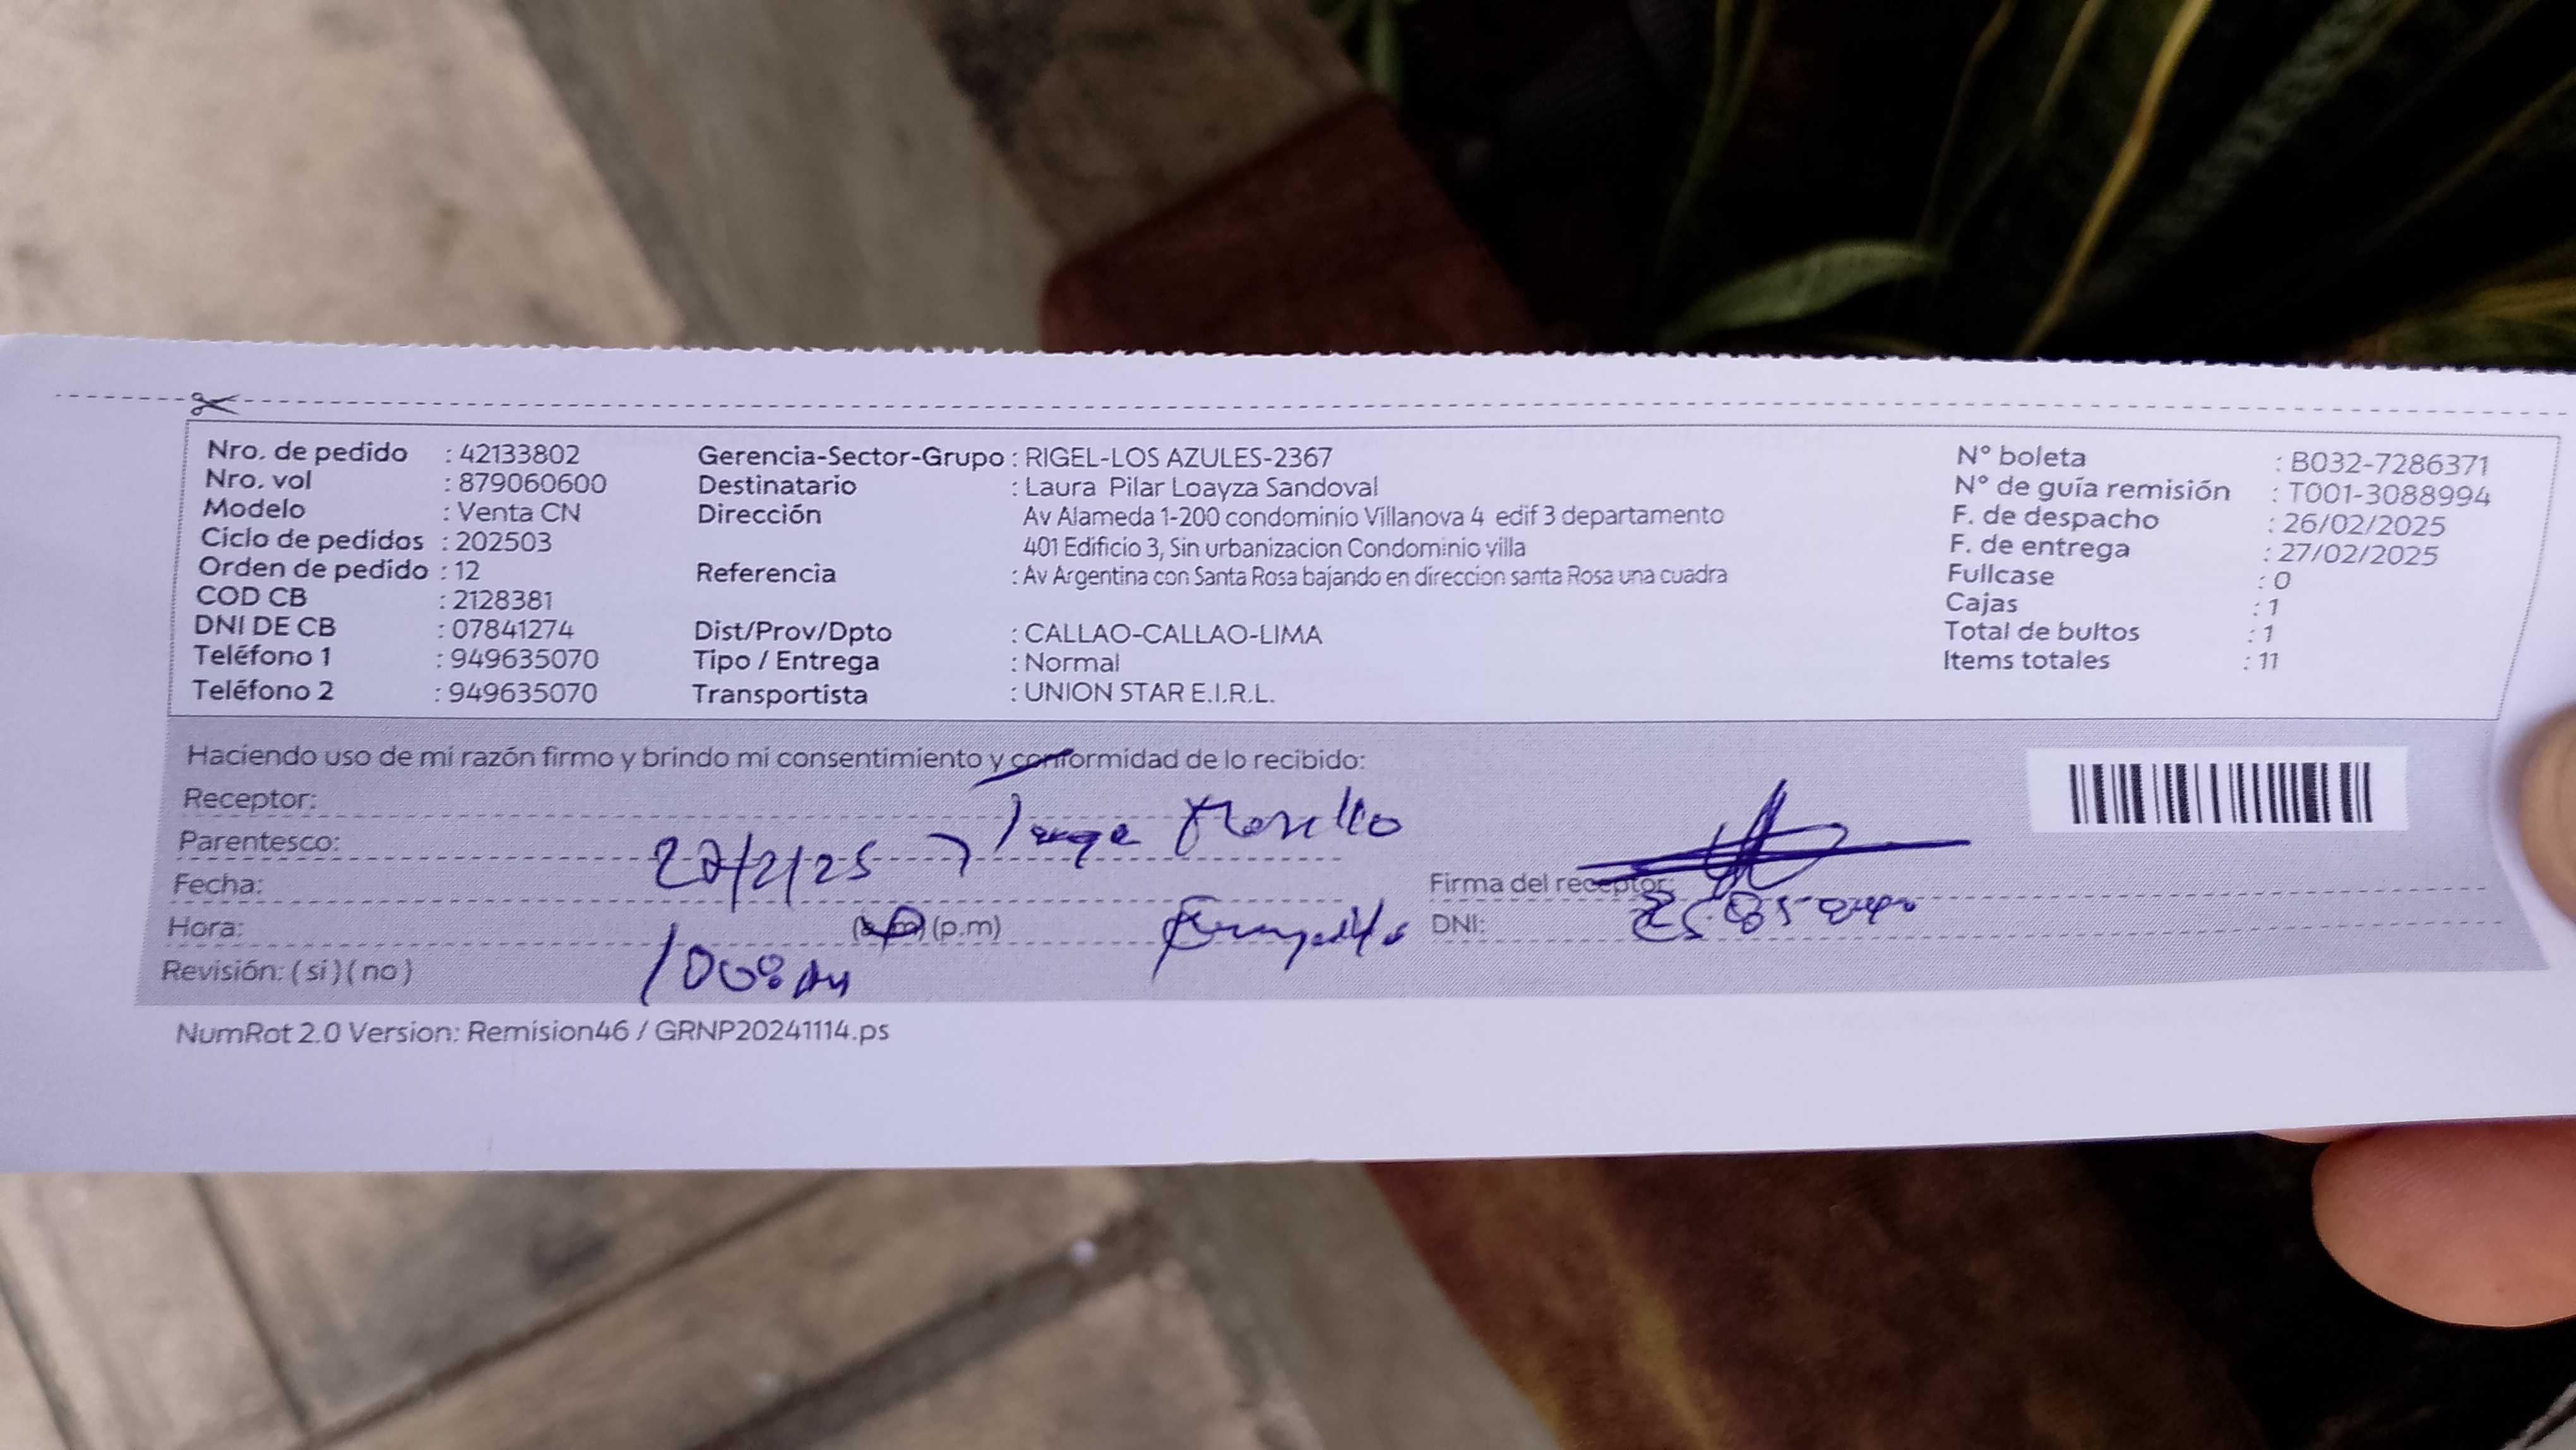 Nro. de pedido : 42133802
Nro. vol : 879060600
Modelo : Venta CN
Ciclo de pedidos : 202503
Orden de pedido : 12
COD CB : 2128381
DNI DE CB : 07841274
Teléfono 1 : 949635070
Teléfono 2 : 949635070
Gerencia-Sector-Grupo : RIGEL-LOS AZULES-2367
Destinatario : Laura Pilar Loayza Sandoval
Dirección Av Alameda 1-200 condominio Villanova 4 edif 3 departamento
401 Edificio 3, Sin urbanizacion Condominio villa
Referencia : Av Argentina con Santa Rosa bajando en direccion santa Rosa una cuadra
Dist/Prov/Dpto : CALLAO-CALLAO-LIMA
Tipo / Entrega : Normal
Transportista : UNION STAR E.I.R.L.
N° boleta : B032-7286371
N° de guía remisión : T001-3088994
F. de despacho : 26/02/2025
F. de entrega : 27/02/2025
Fullcase : 0
Cajas : 1
Total de bultos : 1
Items totales : 11
Haciendo uso de mi razón firmo y brindo mi consentimiento y conformidad de lo recibido:
Receptor:
Parentesco:
Fecha: 27/2/25
Hora: (p.m)
Revisión: ( si ) ( no )
Firma del receptor:
DNI:
NumRot 2.0 Version: Remision46 / GRNP20241114.ps